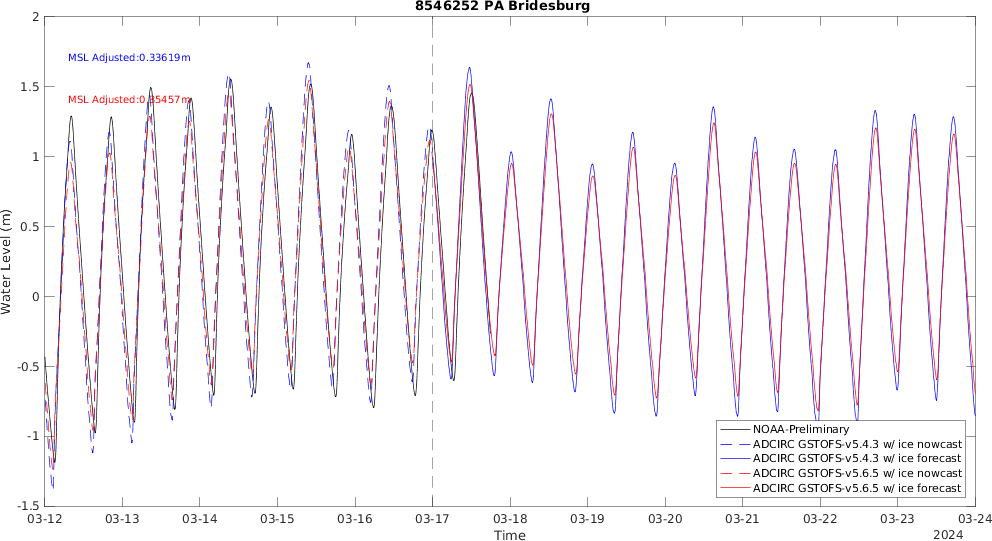 8546252 PA Bridesburg
MSL Adjusted:0.33619m
MSL Adjusted:0.35457m
Water Level (m)
2
1.5
1
0.5
0
-0.5
-1
-1.5
NOAA-Preliminary
ADCIRC GSTOFS-v5.4.3 w/ ice nowcast
ADCIRC GSTOFS-v5.4.3 w/ ice forecast
ADCIRC GSTOFS-v5.6.5 w/ ice nowcast
ADCIRC GSTOFS-v5.6.5 w/ ice forecast
03-12 03-13 03-14 03-15 03-16 03-17 03-18 03-19 03-20 03-21 03-22 03-23 03-24
Time
2024